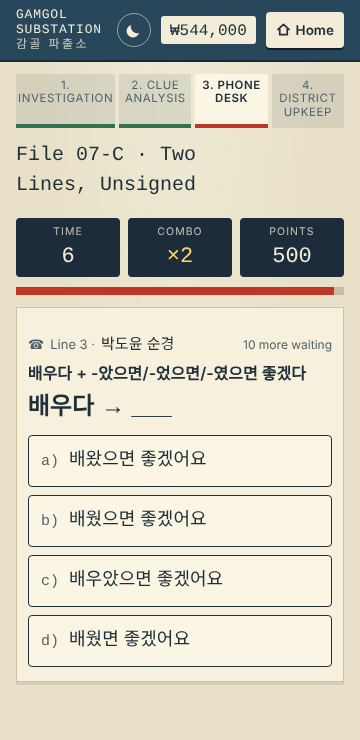 GAMGOL
SUBSTATION
감골 파출소
₩544,000
Home
1. INVESTIGATION
2. CLUE ANALYSIS
3. PHONE DESK
4. DISTRICT UPKEEP
File 07-C · Two
Lines, Unsigned
TIME
6
COMBO
×2
POINTS
500
☎ Line 3 · 박도윤 순경
10 more waiting
배우다 + -았으면/-었으면/-였으면 좋겠다
배우다 → ___
a) 배왔으면 좋겠어요
b) 배웠으면 좋겠어요
c) 배우았으면 좋겠어요
d) 배웠면 좋겠어요